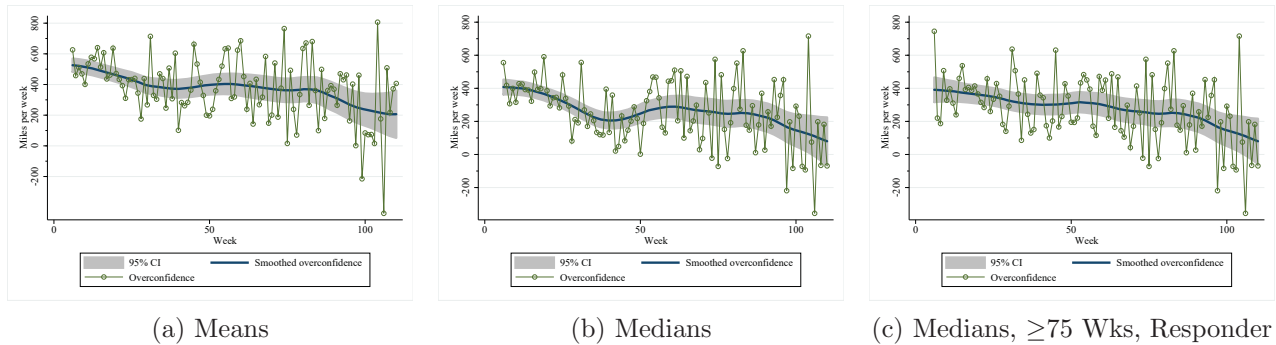 Miles per week
800
600
400
200
0
-200
0
50
100
Week
95% CI
Smoothed overconfidence
Overconfidence
(a) Means
Miles per week
800
600
400
200
0
-200
0
50
100
Week
95% CI
Smoothed overconfidence
Overconfidence
(b) Medians
Miles per week
800
600
400
200
0
-200
0
50
100
Week
95% CI
Smoothed overconfidence
Overconfidence
(c) Medians, ≥75 Wks, Responder